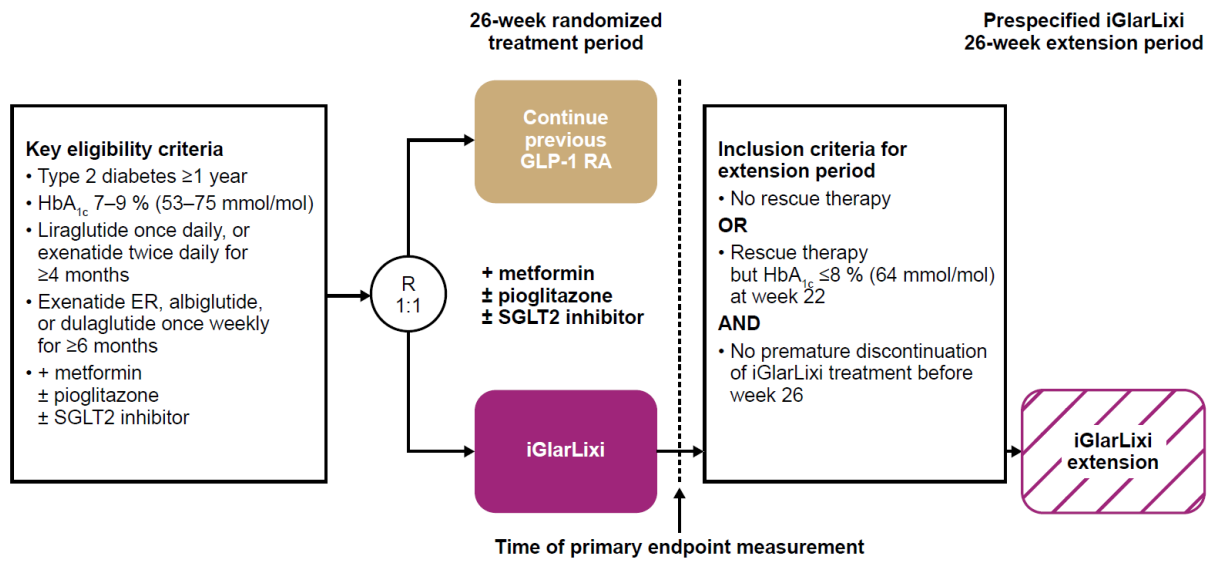 26-week randomized
treatment period
Prespecified iGlarLixi
26-week extension period
Key eligibility criteria
• Type 2 diabetes ≥1 year
• HbA1c 7–9 % (53–75 mmol/mol)
• Liraglutide once daily, or
exenatide twice daily for
≥4 months
• Exenatide ER, albiglutide,
or dulaglutide once weekly
for ≥6 months
• + metformin
± pioglitazone
± SGLT2 inhibitor
R
1:1
Continue
previous
GLP-1 RA
+ metformin
± pioglitazone
± SGLT2 inhibitor
iGlarLixi
Inclusion criteria for
extension period
• No rescue therapy
OR
• Rescue therapy
but HbA1c ≤8 % (64 mmol/mol)
at week 22
AND
• No premature discontinuation
of iGlarLixi treatment before
week 26
iGlarLixi
extension
Time of primary endpoint measurement